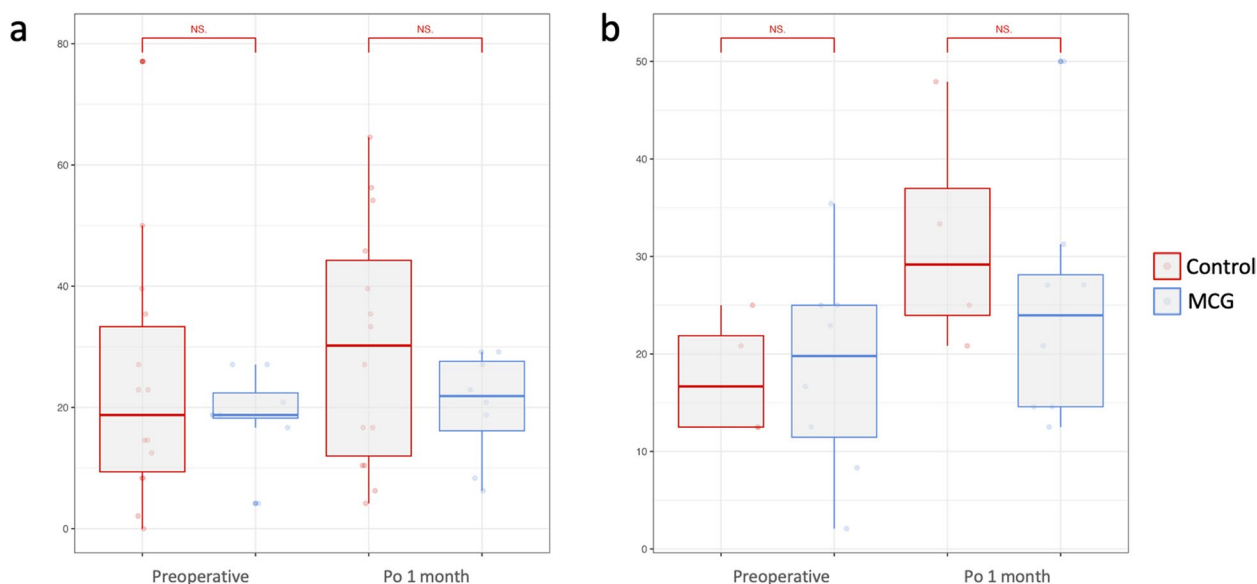 a
NS.
NS.
80
60
40
20
0
Preoperative
Po 1 month
b
NS.
NS.
50
40
30
20
10
0
Preoperative
Po 1 month
Control
MCG